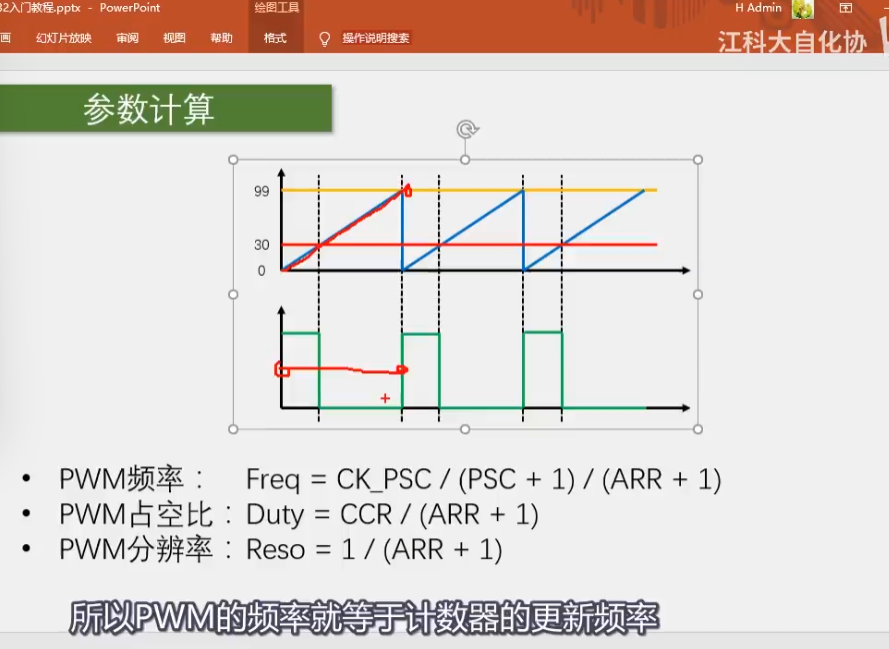 32入门教程.pptx - PowerPoint
绘图工具
H Admin
画 幻灯片放映 审阅 视图 帮助 格式 操作说明搜索
江科大自化协
参数计算
99
30
0
• PWM频率： Freq = CK_PSC / (PSC + 1) / (ARR + 1)
• PWM占空比：Duty = CCR / (ARR + 1)
• PWM分辨率：Reso = 1 / (ARR + 1)
所以PWM的频率就等于计数器的更新频率